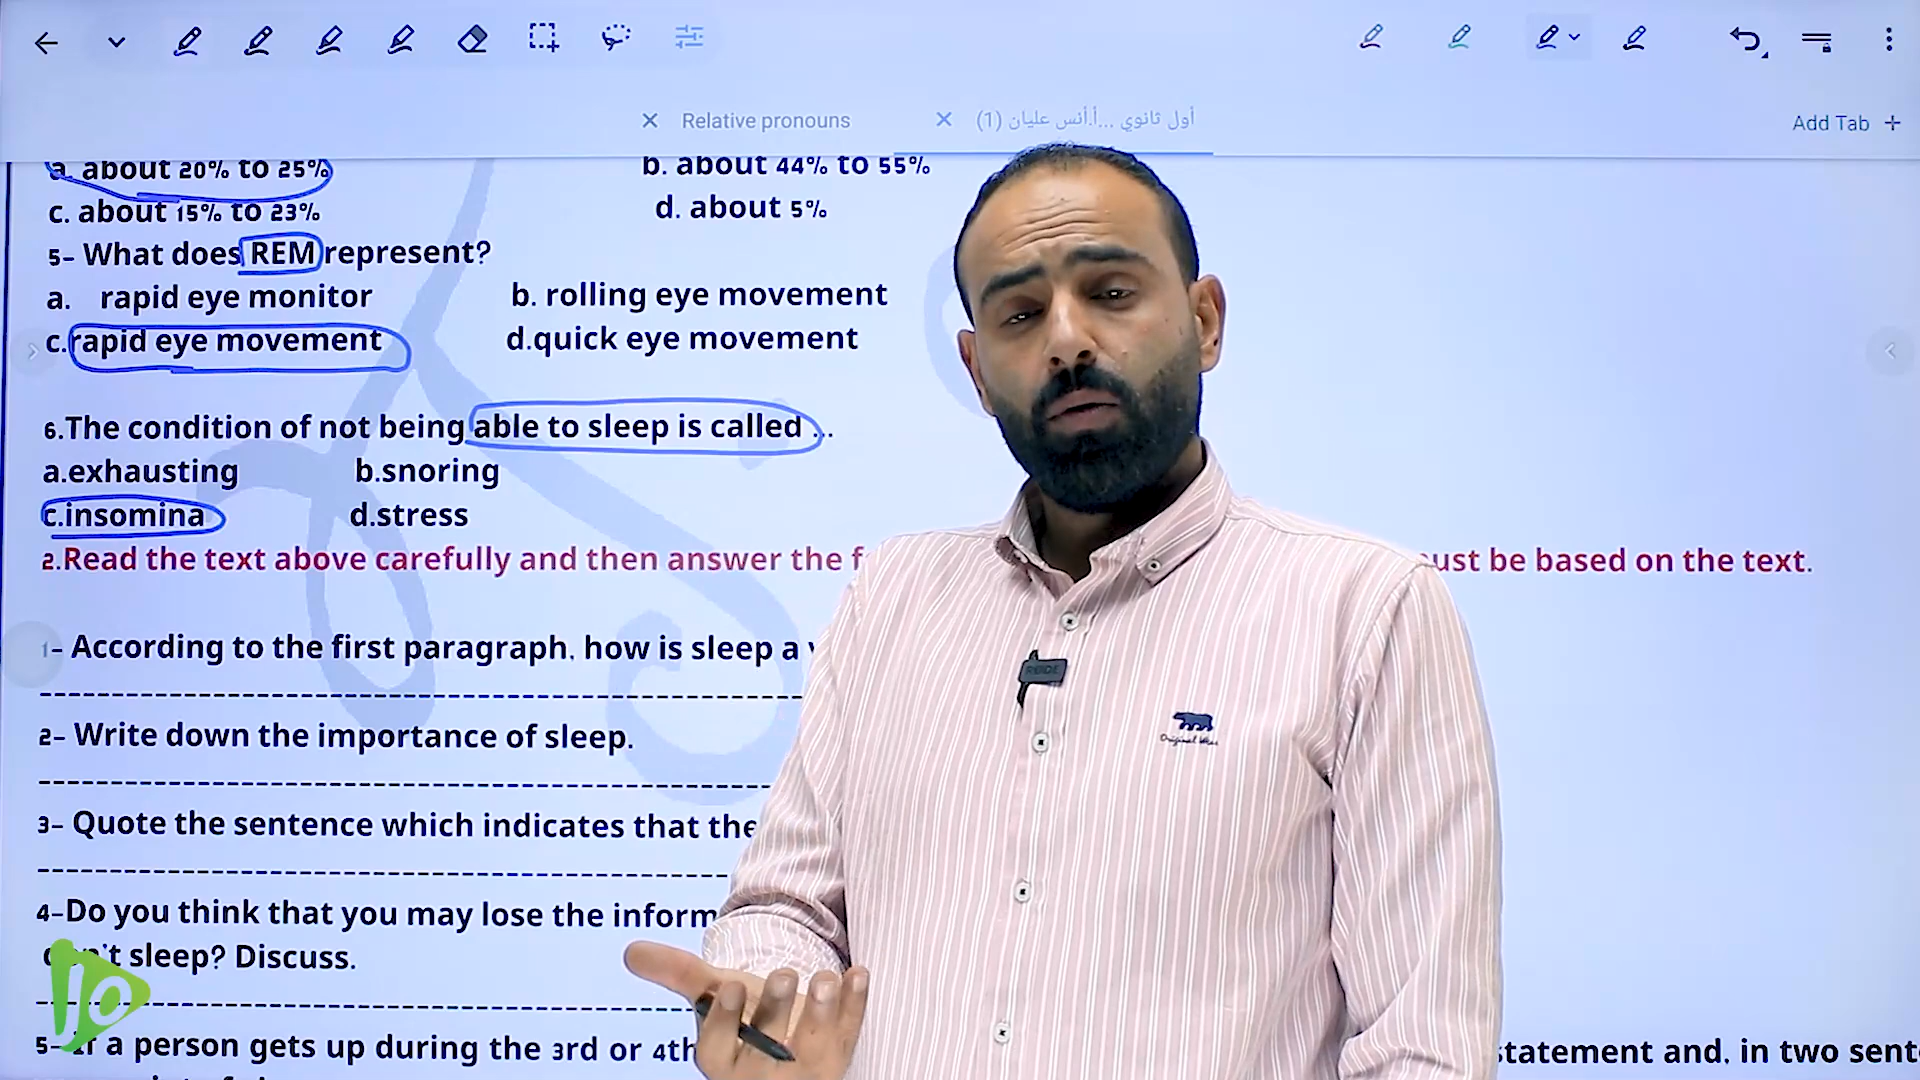 Relative pronouns
أول ثانوي ...أ.أنس عليان (1)
Add Tab +
a. about 20% to 25%
b. about 44% to 55%
c. about 15% to 23%
d. about 5%
5- What does REM represent?
a. rapid eye monitor
b. rolling eye movement
c.rapid eye movement
d.quick eye movement
6.The condition of not being able to sleep is called ...
a.exhausting
b.snoring
c.insomina
d.stress
2.Read the text above carefully and then answer the
ust be based on the text.
1- According to the first paragraph. how is sleep a
2- Write down the importance of sleep.
3- Quote the sentence which indicates that the
4-Do you think that you may lose the inform
sleep? Discuss.
5- If a person gets up during the 3rd or 4th
statement and. in two sent
RODE
Original
JO